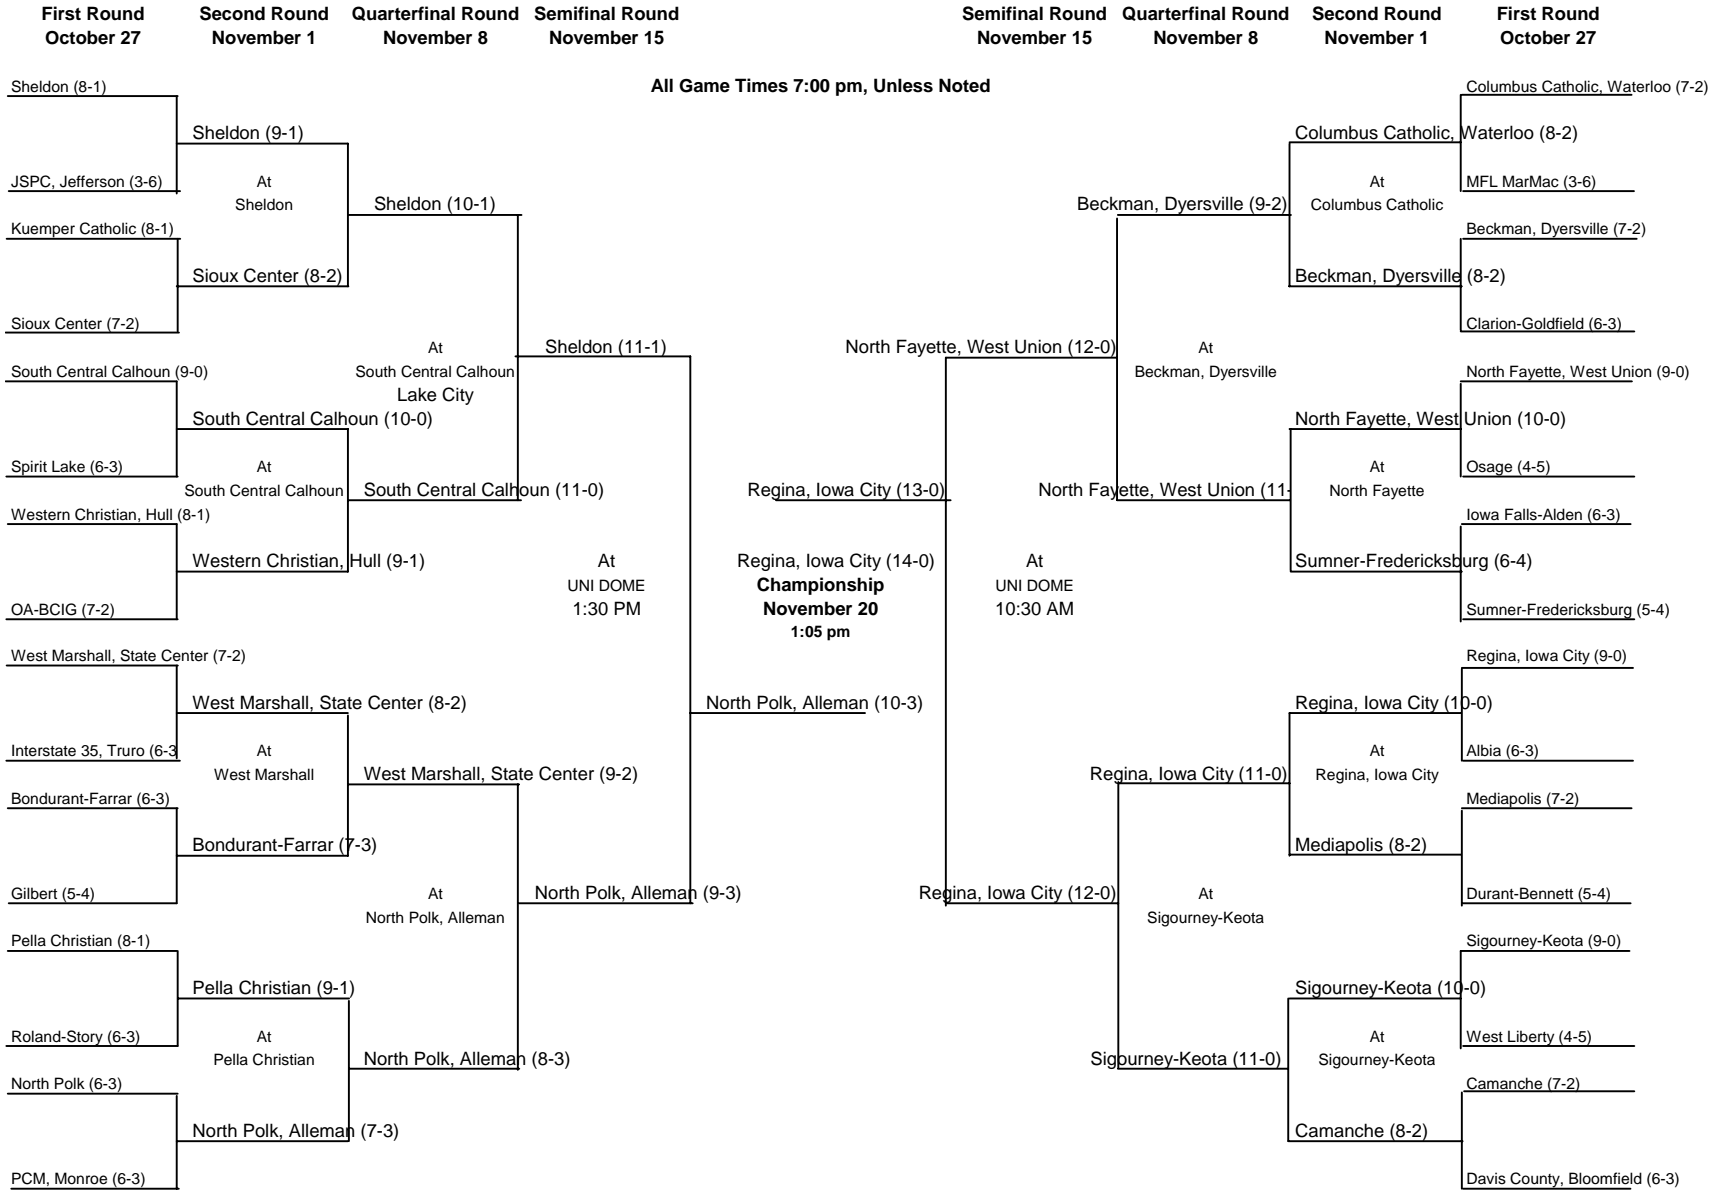 First Round Second Round Quarterfinal Round Semifinal Round Semifinal Round Quarterfinal Round Second Round First Round
October 27 November 1 November 8 November 15 November 15 November 8 November 1 October 27
All Game Times 7:00 pm, Unless Noted
Sheldon (8-1)
Sheldon (9-1)
JSPC, Jefferson (3-6)
At
Sheldon
Sheldon (10-1)
Kuemper Catholic (8-1)
Sioux Center (8-2)
Sioux Center (7-2)
At
South Central Calhoun
Lake City
Sheldon (11-1)
South Central Calhoun (9-0)
South Central Calhoun (10-0)
Spirit Lake (6-3)
At
South Central Calhoun
South Central Calhoun (11-0)
Western Christian, Hull (8-1)
Western Christian, Hull (9-1)
OA-BCIG (7-2)
At
UNI DOME
1:30 PM
West Marshall, State Center (7-2)
West Marshall, State Center (8-2)
Interstate 35, Truro (6-3
At
West Marshall
West Marshall, State Center (9-2)
Bondurant-Farrar (6-3)
Bondurant-Farrar (7-3)
Gilbert (5-4)
At
North Polk, Alleman
North Polk, Alleman (9-3)
Pella Christian (8-1)
Pella Christian (9-1)
Roland-Story (6-3)
At
Pella Christian
North Polk, Alleman (8-3)
North Polk (6-3)
North Polk, Alleman (7-3)
PCM, Monroe (6-3)
Regina, Iowa City (13-0)
Regina, Iowa City (14-0)
Championship
November 20
1:05 pm
North Polk, Alleman (10-3)
Columbus Catholic, Waterloo (7-2)
Columbus Catholic, Waterloo (8-2)
MFL MarMac (3-6)
At
Columbus Catholic
Beckman, Dyersville (9-2)
Beckman, Dyersville (7-2)
Beckman, Dyersville (8-2)
Clarion-Goldfield (6-3)
North Fayette, West Union (12-0)
At
Beckman, Dyersville
North Fayette, West Union (9-0)
North Fayette, West Union (10-0)
Osage (4-5)
At
North Fayette
North Fayette, West Union (11-
Iowa Falls-Alden (6-3)
Sumner-Fredericksburg (6-4)
Sumner-Fredericksburg (5-4)
At
UNI DOME
10:30 AM
Regina, Iowa City (9-0)
Regina, Iowa City (10-0)
Albia (6-3)
At
Regina, Iowa City
Regina, Iowa City (11-0)
Mediapolis (7-2)
Mediapolis (8-2)
Durant-Bennett (5-4)
Regina, Iowa City (12-0)
At
Sigourney-Keota
Sigourney-Keota (9-0)
Sigourney-Keota (10-0)
West Liberty (4-5)
At
Sigourney-Keota
Sigourney-Keota (11-0)
Camanche (7-2)
Camanche (8-2)
Davis County, Bloomfield (6-3)